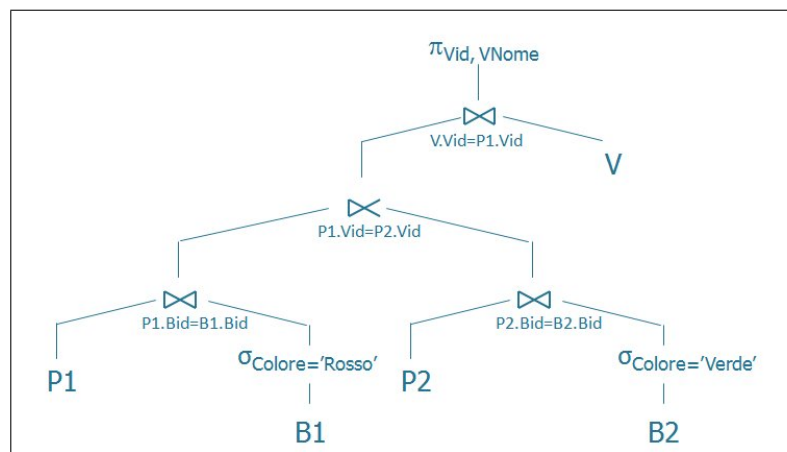 πVid, VNome
⋈
V.Vid=P1.Vid
V
⋉
P1.Vid=P2.Vid
⋈ ⋈
P1.Bid=B1.Bid P2.Bid=B2.Bid
P1 σColore='Rosso' P2 σColore='Verde'
B1 B2